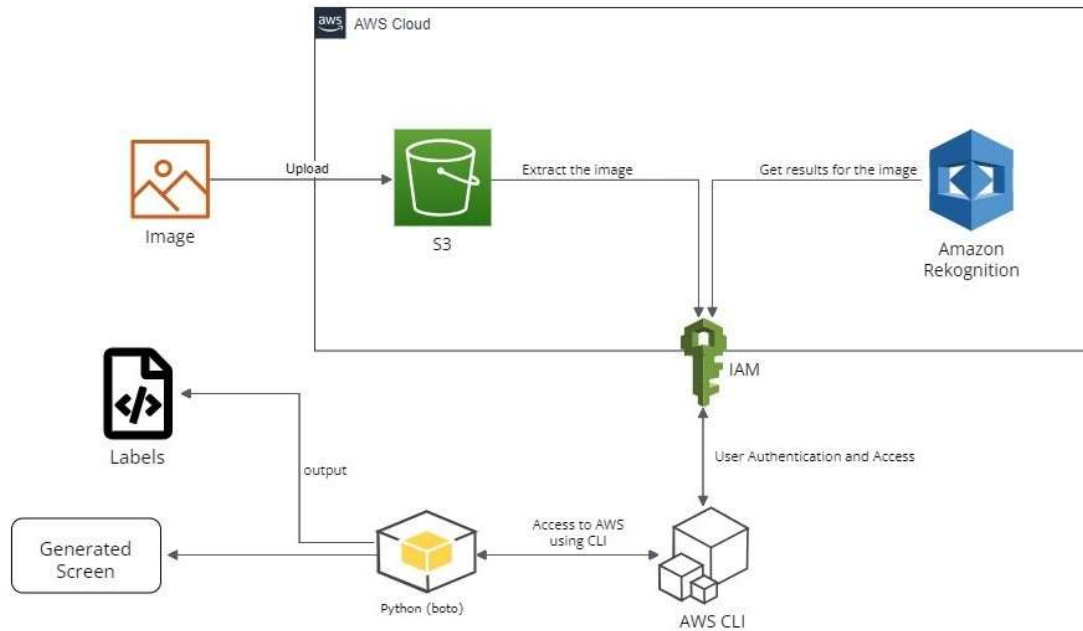 aws
AWS Cloud
Upload
Extract the image
Get results for the image
Image
S3
Amazon
Rekognition
IAM
Labels
output
User Authentication and Access
Generated
Screen
Access to AWS
using CLI
Python (boto)
AWS CLI